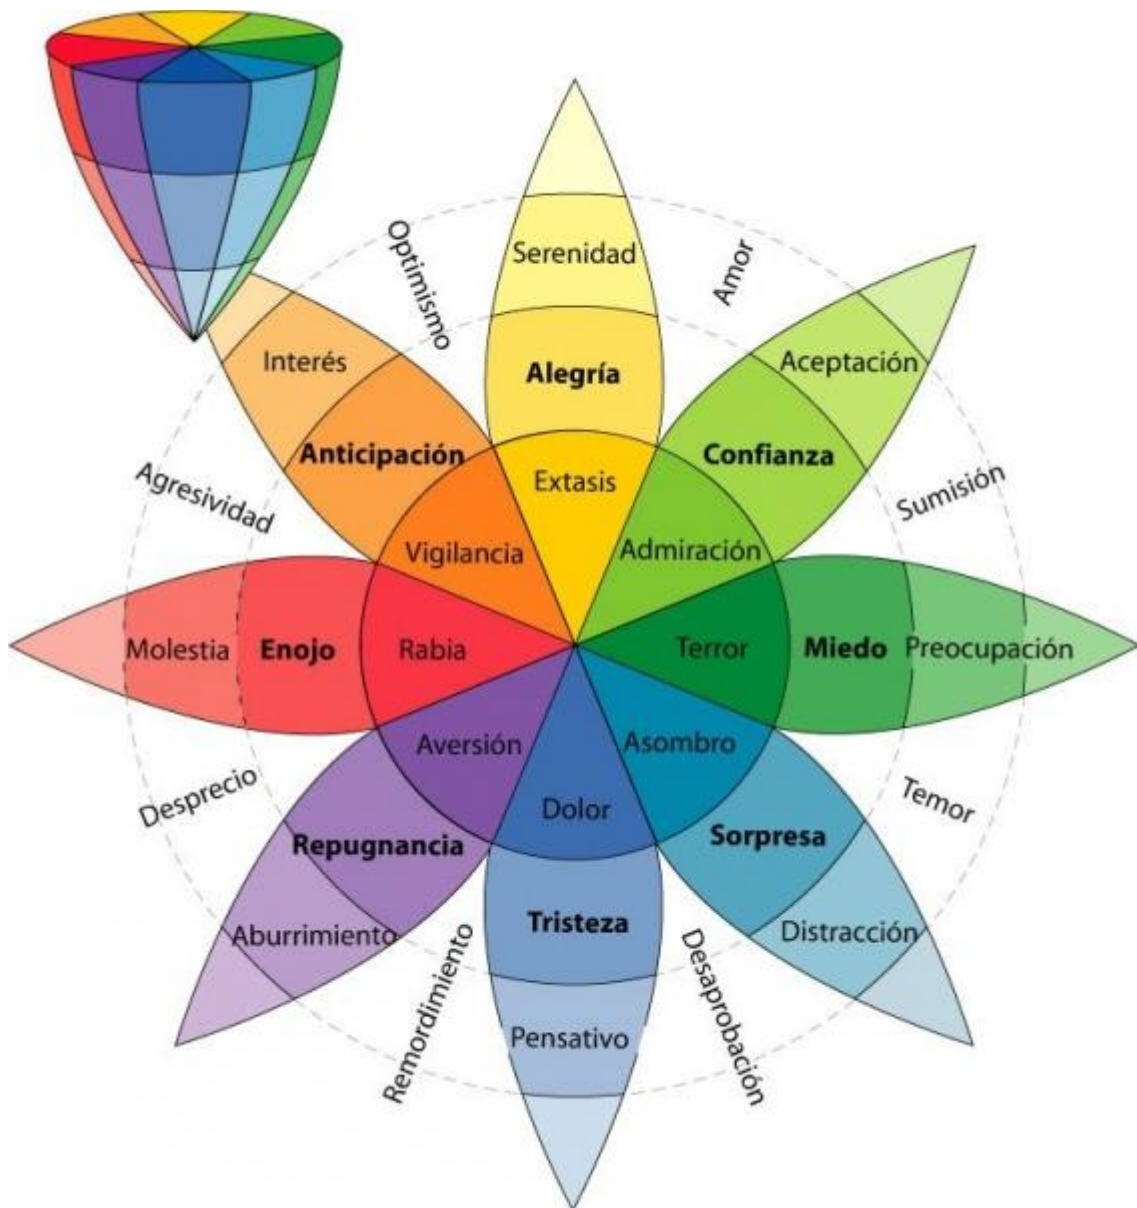 Optimismo
Serenidad
Amor
Interés
Alegría
Aceptación
Anticipación
Confianza
Extasis
Agresividad
Sumisión
Vigilancia
Admiración
Molestia
Enojo
Rabia
Terror
Miedo
Preocupación
Aversión
Asombro
Desprecio
Dolor
Temor
Repugnancia
Sorpresa
Tristeza
Aburrimiento
Distracción
Remordimiento
Desaprobación
Pensativo